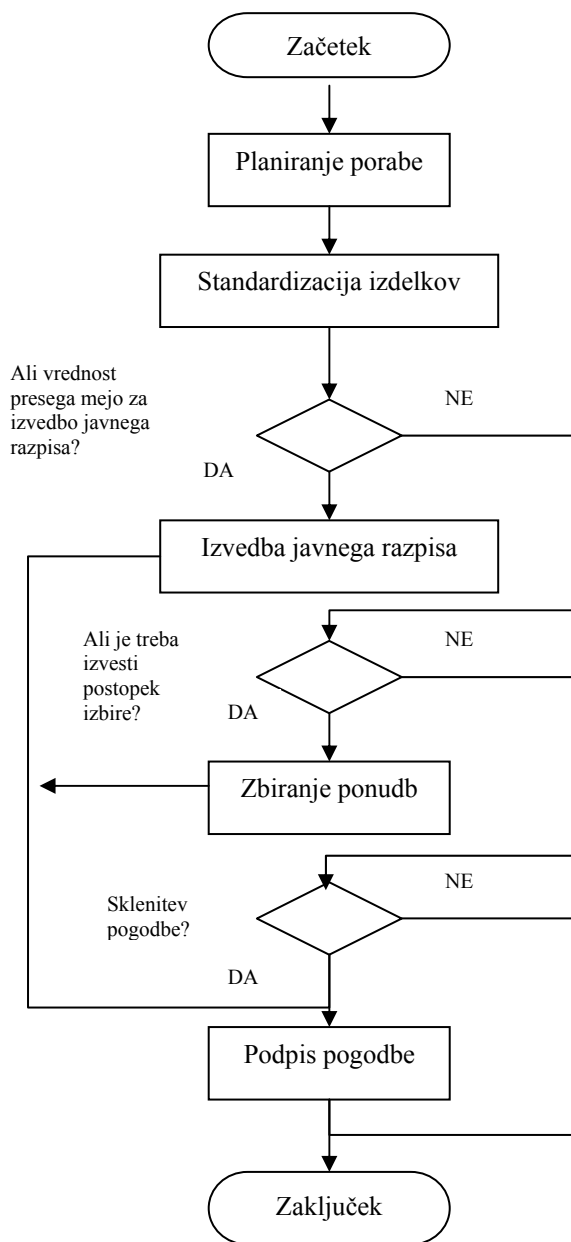 Začetek
Planiranje porabe
Standardizacija izdelkov
Ali vrednost
presega mejo za
izvedbo javnega
razpisa?
NE
DA
Izvedba javnega razpisa
Ali je treba
izvesti
postopek
izbire?
NE
DA
Zbiranje ponudb
Sklenitev
pogodbe?
NE
DA
Podpis pogodbe
Zaključek